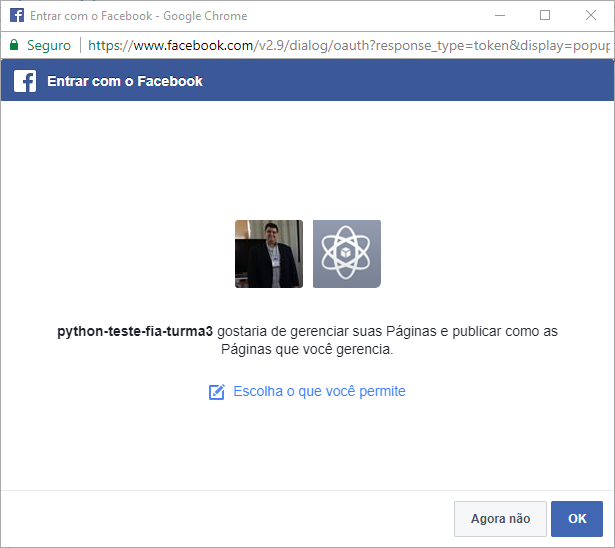 Entrar com o Facebook - Google Chrome
Seguro
https://www.facebook.com/v2.9/dialog/oauth?response_type=token&display=popup
Entrar com o Facebook
python-teste-fia-turma3 gostaria de gerenciar suas Páginas e publicar como as
Páginas que você gerencia.
Escolha o que você permite
Agora não
OK